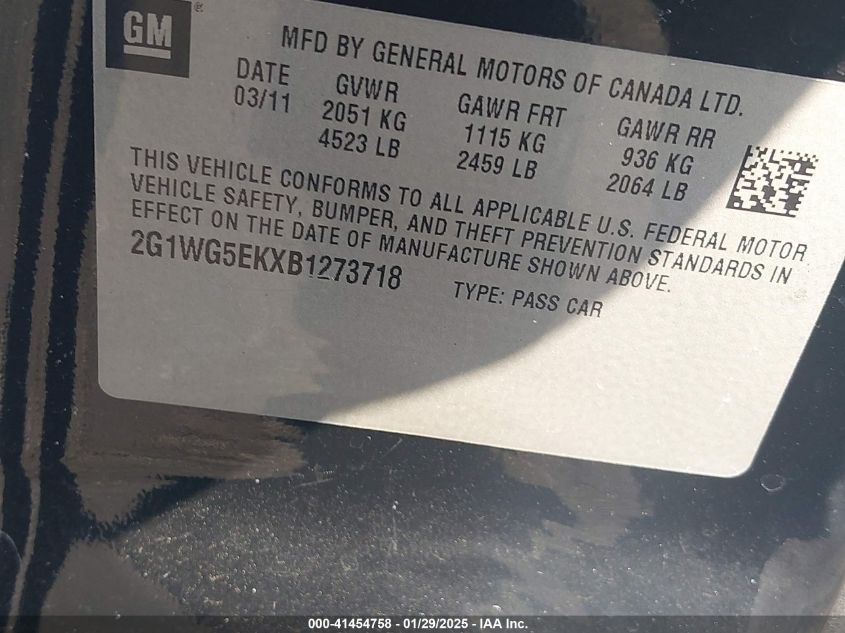 GM ®
MFD BY GENERAL MOTORS OF CANADA LTD.
DATE GVWR GAWR FRT GAWR RR
03/11 2051 KG 1115 KG 936 KG
4523 LB 2459 LB 2064 LB
THIS VEHICLE CONFORMS TO ALL APPLICABLE U.S. FEDERAL MOTOR
VEHICLE SAFETY, BUMPER, AND THEFT PREVENTION STANDARDS IN
EFFECT ON THE DATE OF MANUFACTURE SHOWN ABOVE.
2G1WG5EKXB1273718 TYPE: PASS CAR
000-41454758 - 01/29/2025 - IAA Inc.